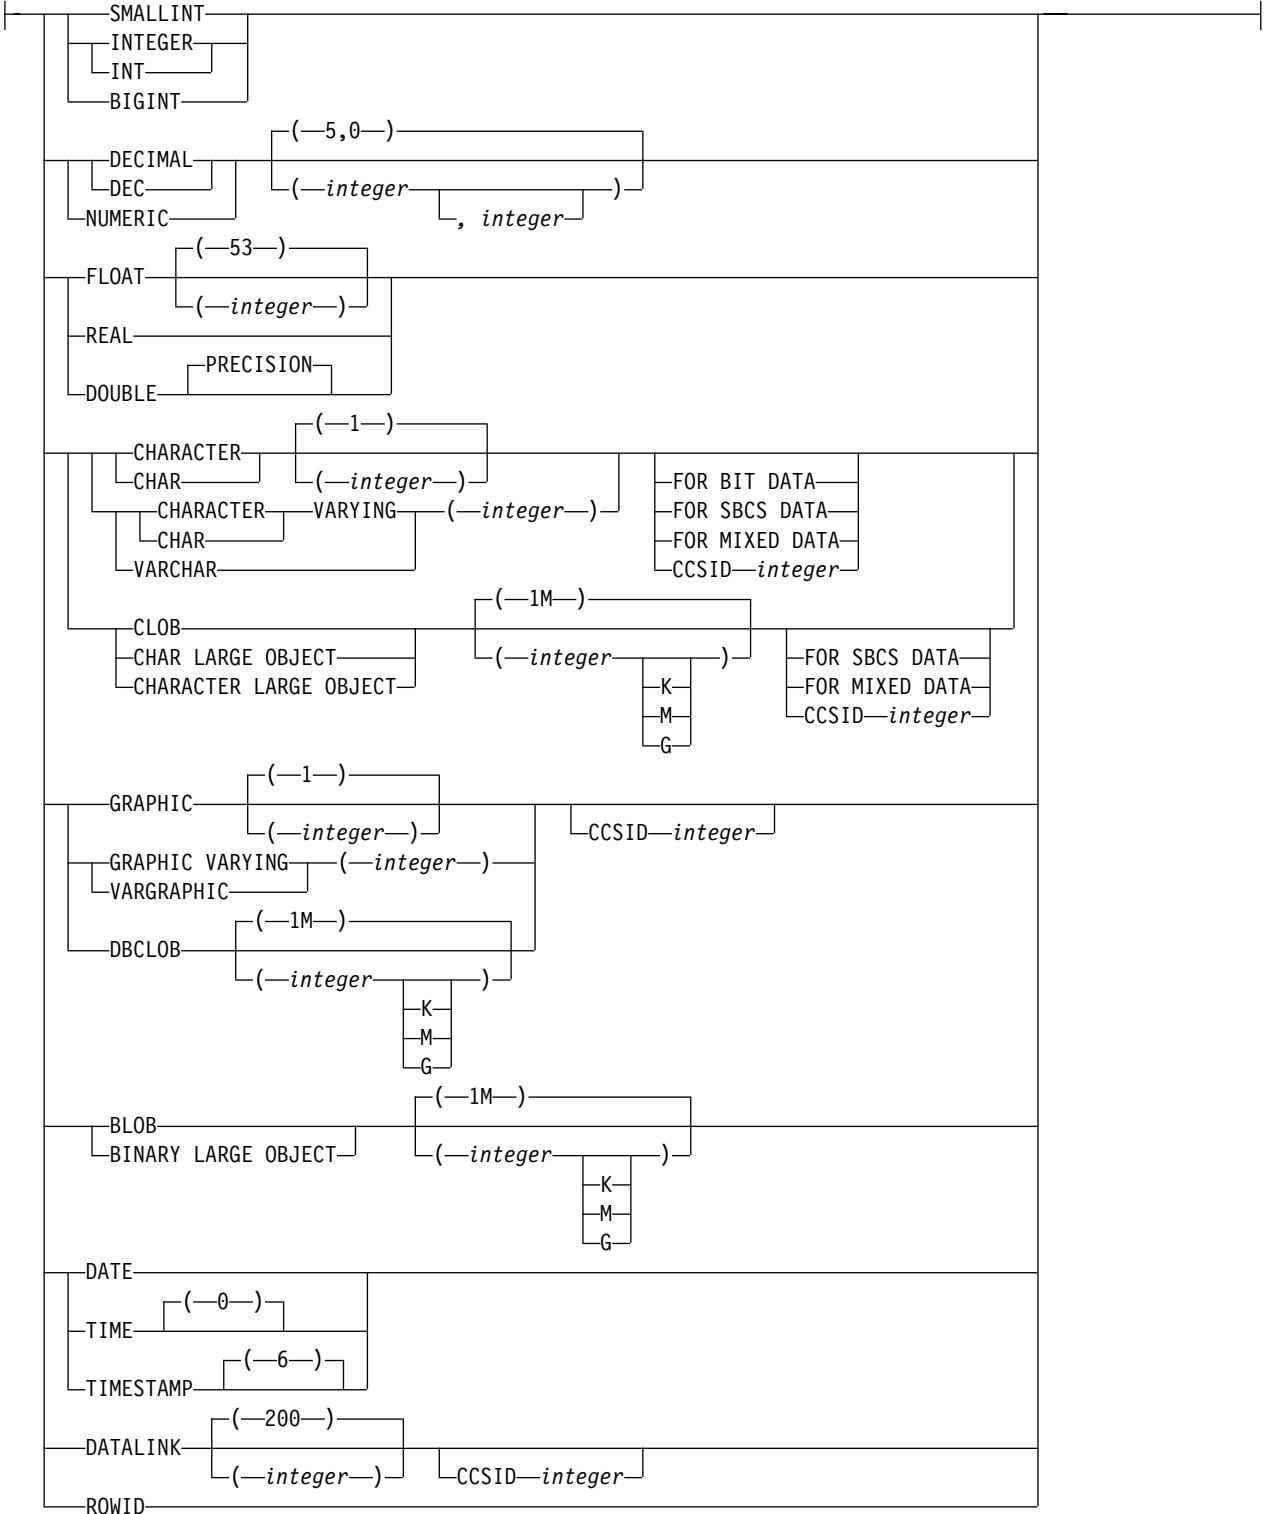 SMALLINT
INTEGER
INT
BIGINT
( 5,0 )
DECIMAL
DEC ( integer )
NUMERIC , integer
( 53 )
FLOAT
( integer )
REAL
PRECISION
DOUBLE
( 1 )
CHARACTER
CHAR ( integer ) FOR BIT DATA
CHARACTER VARYING ( integer ) FOR SBCS DATA
CHAR FOR MIXED DATA
VARCHAR CCSID integer
( 1M )
CLOB
CHAR LARGE OBJECT ( integer ) FOR SBCS DATA
CHARACTER LARGE OBJECT K FOR MIXED DATA
M CCSID integer
G
( 1 )
GRAPHIC
( integer ) CCSID integer
GRAPHIC VARYING ( integer )
VARGRAPHIC
( 1M )
DBCLOB
( integer )
K
M
G
( 1M )
BLOB
BINARY LARGE OBJECT ( integer )
K
M
G
DATE
( 0 )
TIME
( 6 )
TIMESTAMP
( 200 )
DATALINK
( integer ) CCSID integer
ROWID